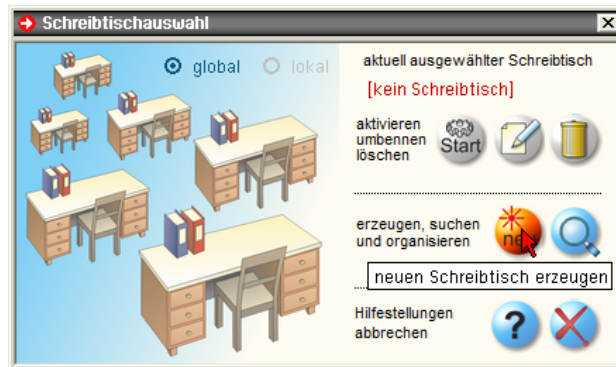 Schreibtischauswahl
global
lokal
aktuell ausgewählter Schreibtisch
[kein Schreibtisch]
aktivieren
umbennen
löschen
Start
erzeugen, suchen
und organisieren
neuen Schreibtisch erzeugen
Hilfestellungen
abbrechen
?